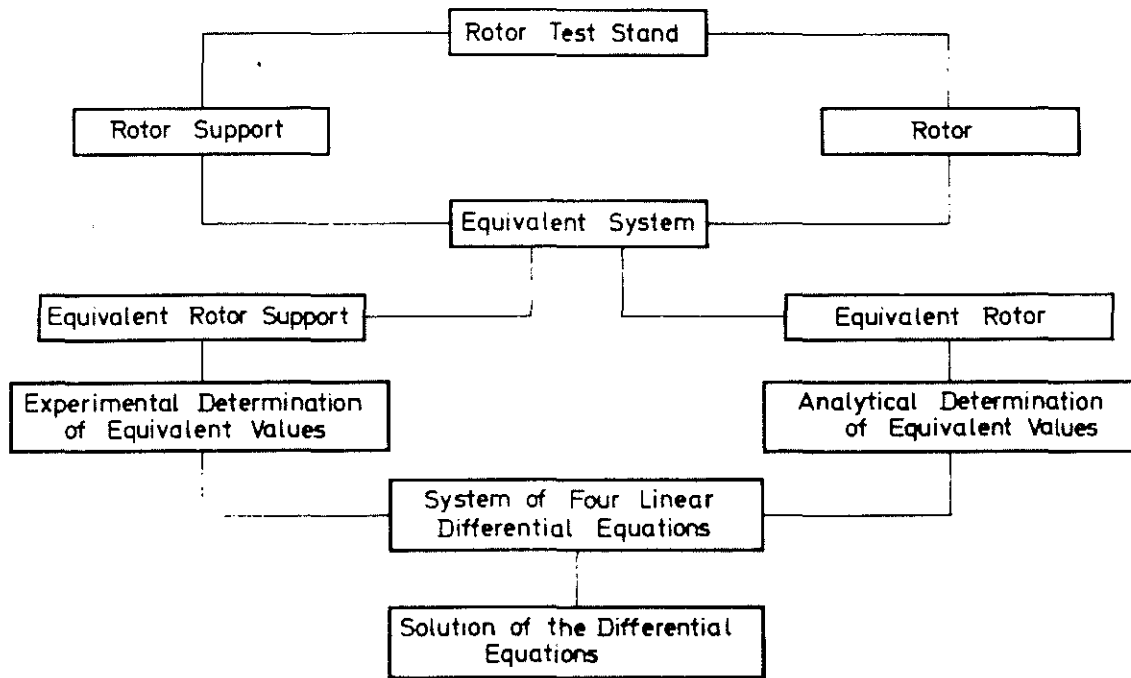 Rotor Test Stand
Rotor Support
Rotor
Equivalent System
Equivalent Rotor Support
Equivalent Rotor
Experimental Determination
of Equivalent Values
Analytical Determination
of Equivalent Values
System of Four Linear
Differential Equations
Solution of the Differential
Equations